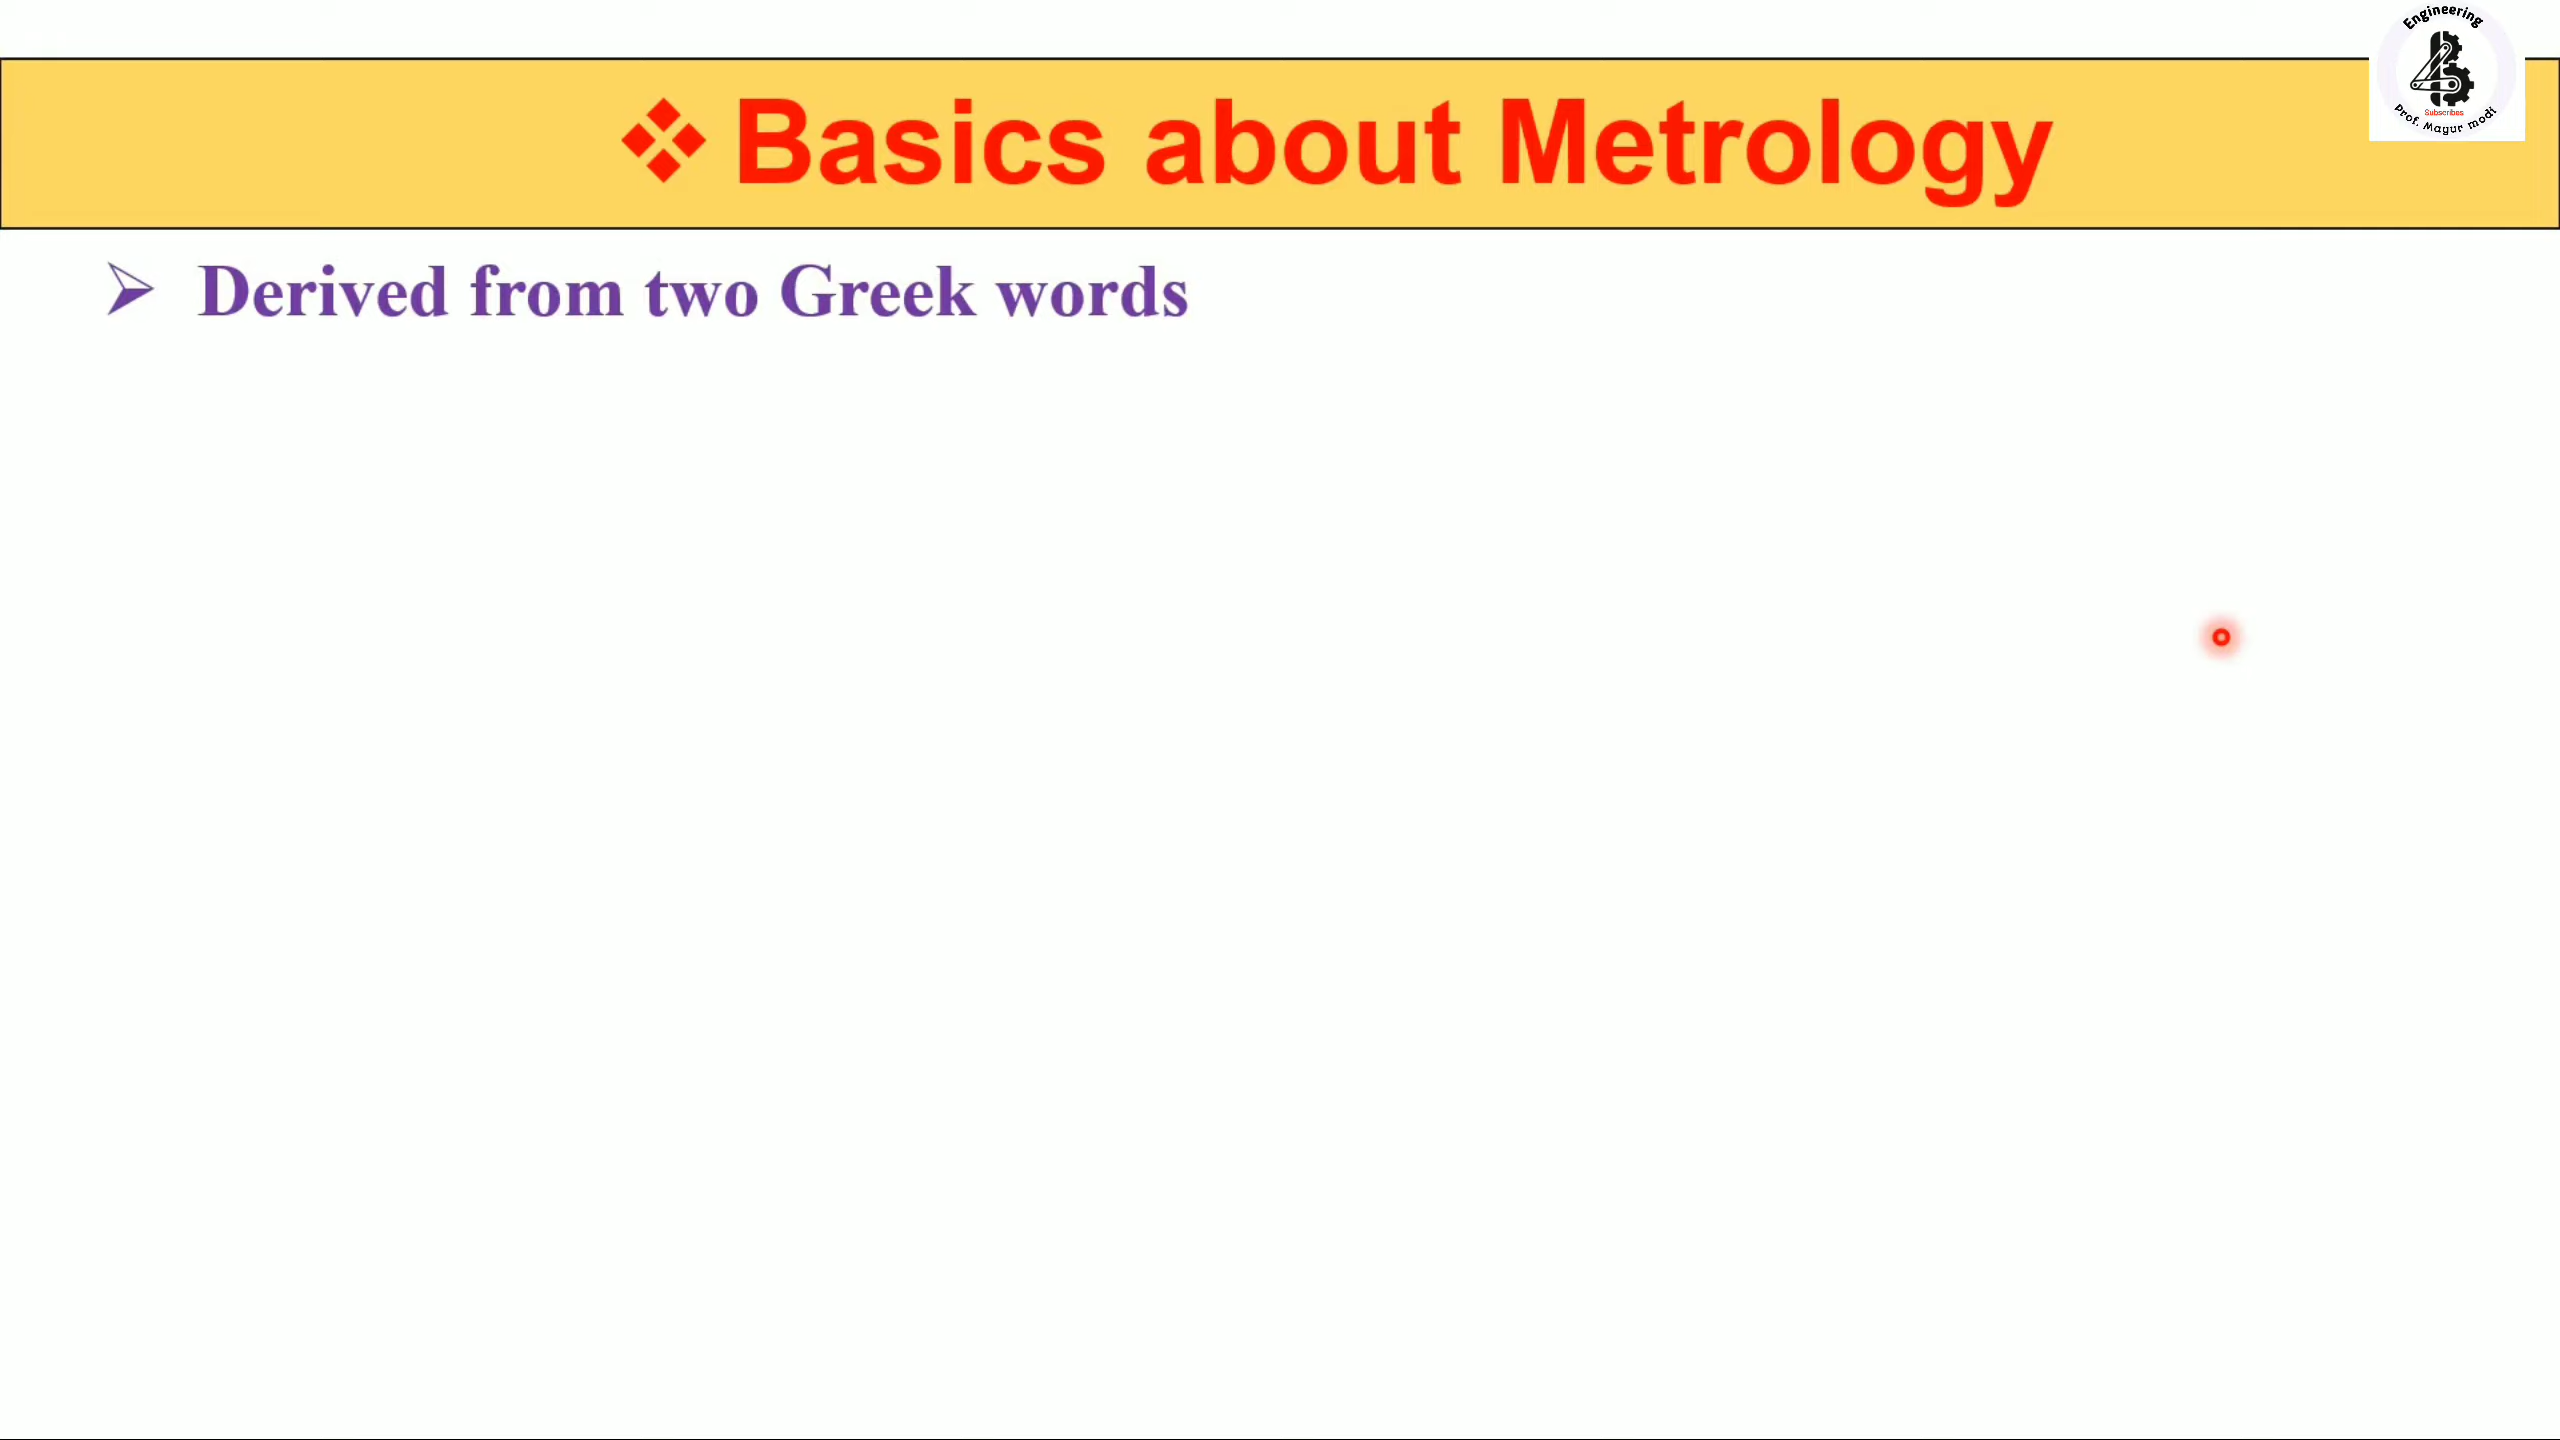 Engineering
Subscribes
Prof. Mayur modi
❖ Basics about Metrology
➢ Derived from two Greek words